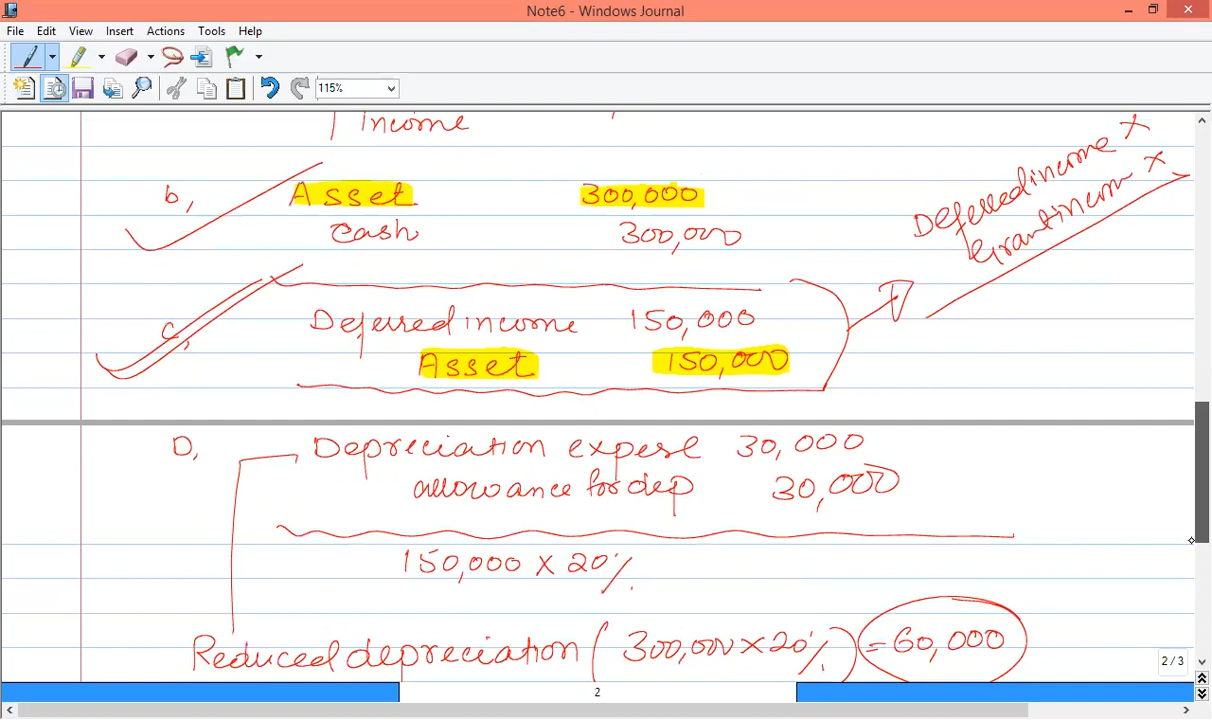 Note6 - Windows Journal
File Edit View Insert Actions Tools Help
115%
Income
b, Asset 300,000
Cash 300,000
Deferred income X
Grant incom X
c, Deferred income 150,000
Asset 150,000
D, Depreciation expese 30,000
allowance for dep 30,000
150,000 X 20%
Reduced depreciation (300,000 X 20%) = 60,000
2 / 3
2